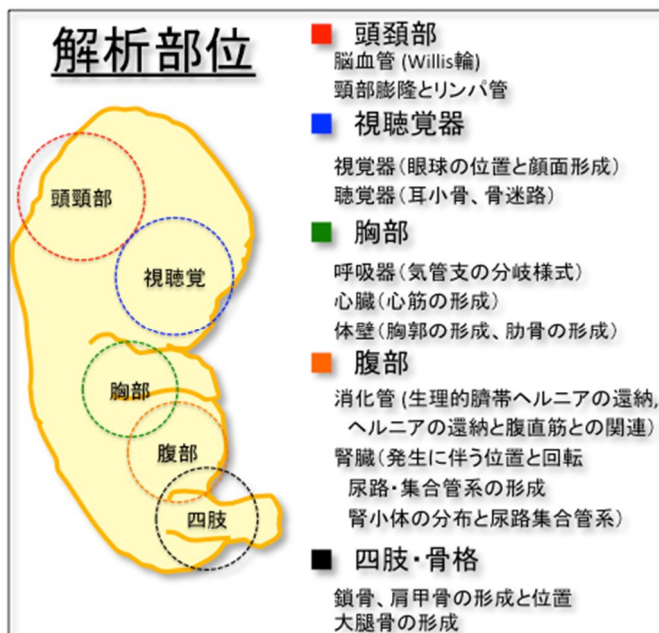 解析部位
頭頸部
視聴覚
胸部
腹部
四肢
頭頚部
脳血管 (Willis輪)
頸部膨隆とリンパ管
視聴覚器
視覚器（眼球の位置と顔面形成）
聴覚器（耳小骨、骨迷路）
胸部
呼吸器（気管支の分岐様式）
心臓（心筋の形成）
体壁（胸郭の形成、肋骨の形成）
腹部
消化管 (生理的臍帯ヘルニアの還納,
ヘルニアの還納と腹直筋との関連）
腎臓（発生に伴う位置と回転
尿路・集合管系の形成
腎小体の分布と尿路集合管系）
四肢・骨格
鎖骨、肩甲骨の形成と位置
大腿骨の形成